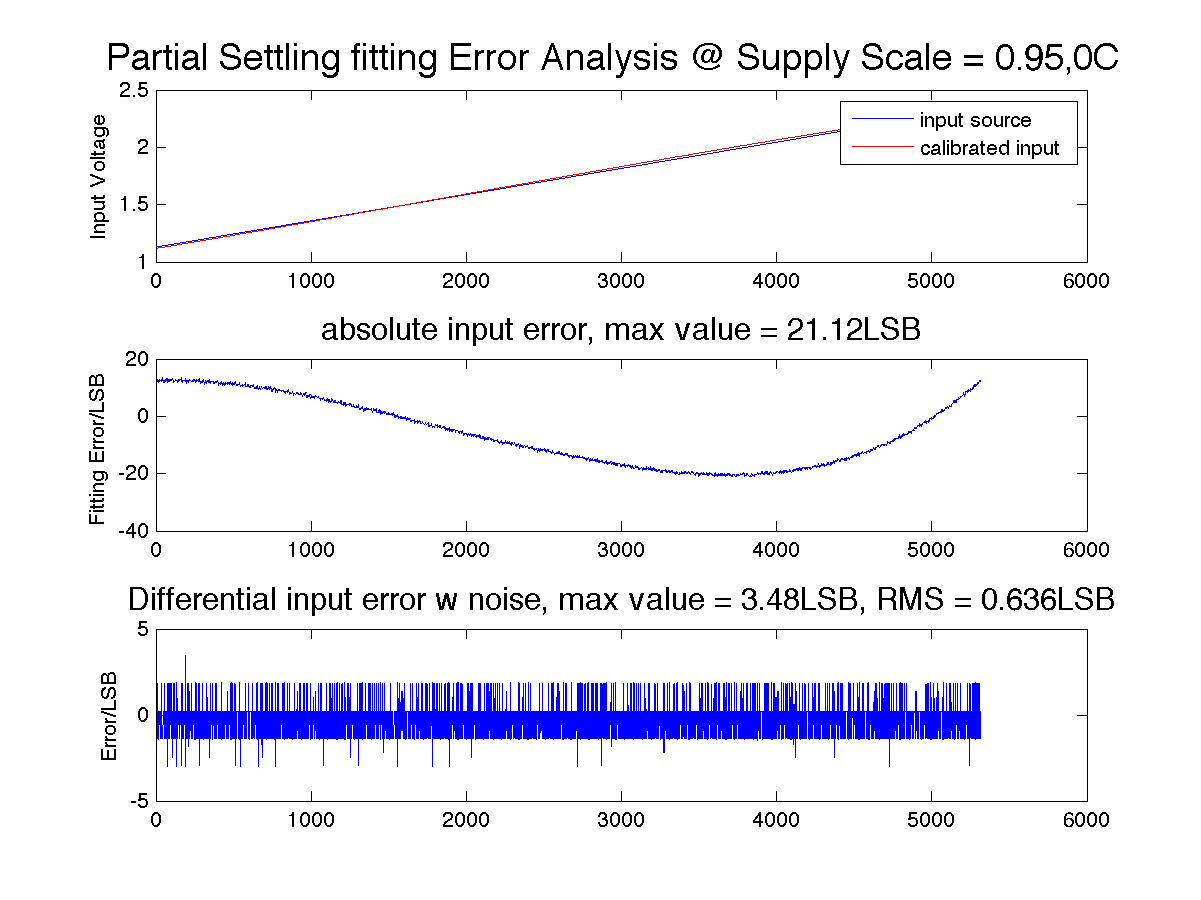 Partial Settling fitting Error Analysis @ Supply Scale = 0.95,0C
2.5
2
1.5
1
Input Voltage
input source
calibrated input
0 1000 2000 3000 4000 5000 6000
absolute input error, max value = 21.12LSB
20
0
-20
-40
Fitting Error/LSB
0 1000 2000 3000 4000 5000 6000
Differential input error w noise, max value = 3.48LSB, RMS = 0.636LSB
5
0
-5
Error/LSB
0 1000 2000 3000 4000 5000 6000